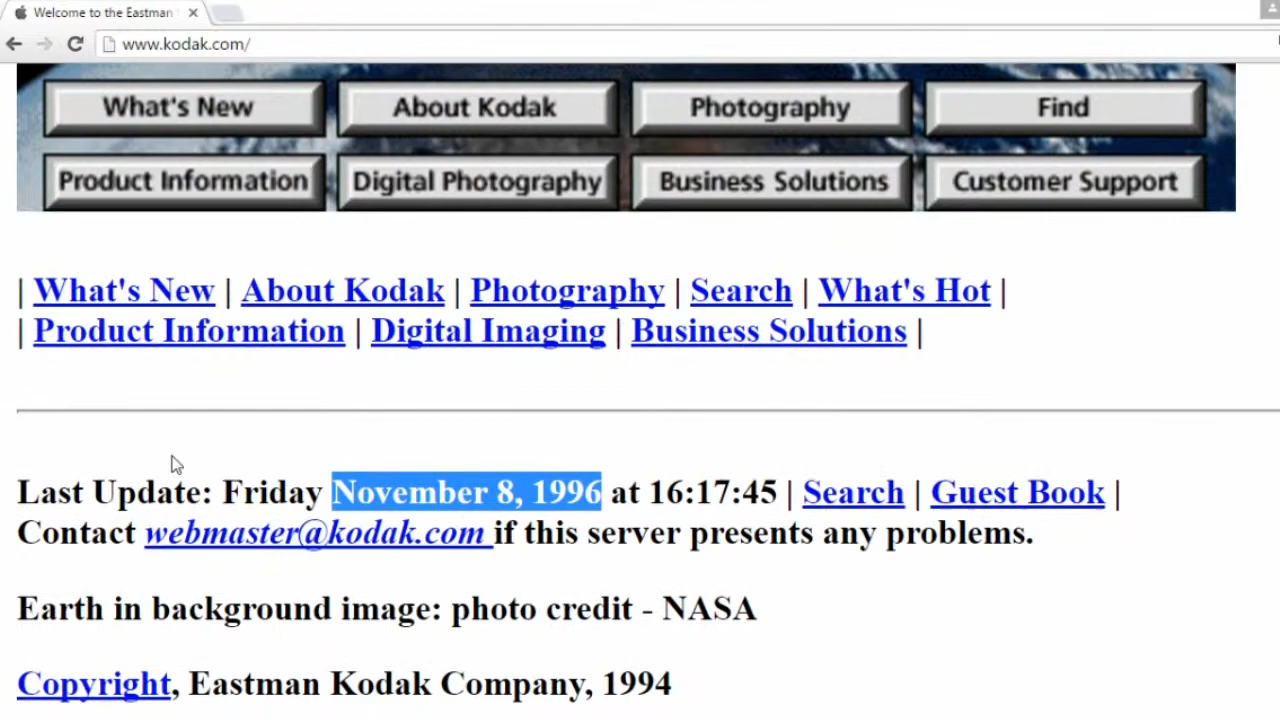 Welcome to the Eastman
www.kodak.com/
What's New About Kodak Photography Find
Product Information Digital Photography Business Solutions Customer Support
| What's New | About Kodak | Photography | Search | What's Hot |
| Product Information | Digital Imaging | Business Solutions |
Last Update: Friday November 8, 1996 at 16:17:45 | Search | Guest Book |
Contact webmaster@kodak.com if this server presents any problems.
Earth in background image: photo credit - NASA
Copyright, Eastman Kodak Company, 1994